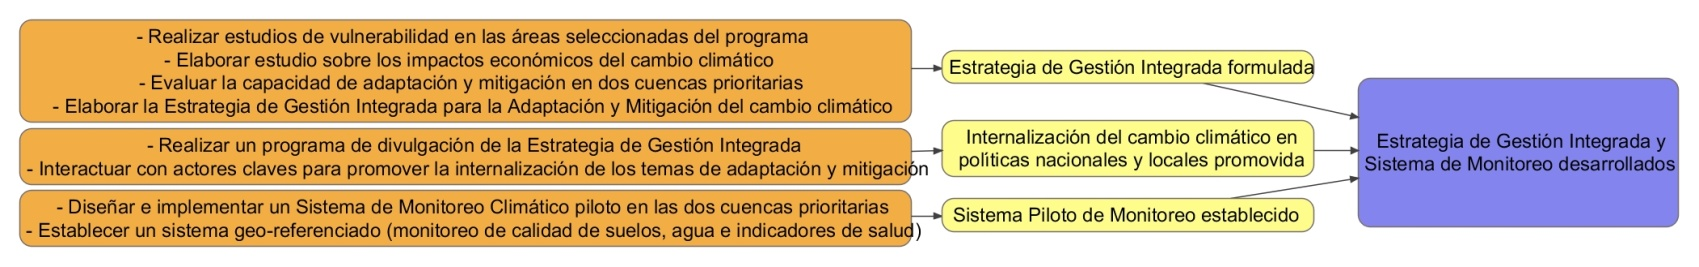 - Realizar estudios de vulnerabilidad en las áreas seleccionadas del programa
- Elaborar estudio sobre los impactos económicos del cambio climático
- Evaluar la capacidad de adaptación y mitigación en dos cuencas prioritarias
- Elaborar la Estrategia de Gestión Integrada para la Adaptación y Mitigación del cambio climático
- Realizar un programa de divulgación de la Estrategia de Gestión Integrada
- Interactuar con actores claves para promover la internalización de los temas de adaptación y mitigación
- Diseñar e implementar un Sistema de Monitoreo Climático piloto en las dos cuencas prioritarias
- Establecer un sistema geo-referenciado (monitoreo de calidad de suelos, agua e indicadores de salud)
Estrategia de Gestión Integrada formulada
Internalización del cambio climático en
políticas nacionales y locales promovida
Sistema Piloto de Monitoreo establecido
Estrategia de Gestión Integrada y
Sistema de Monitoreo desarrollados